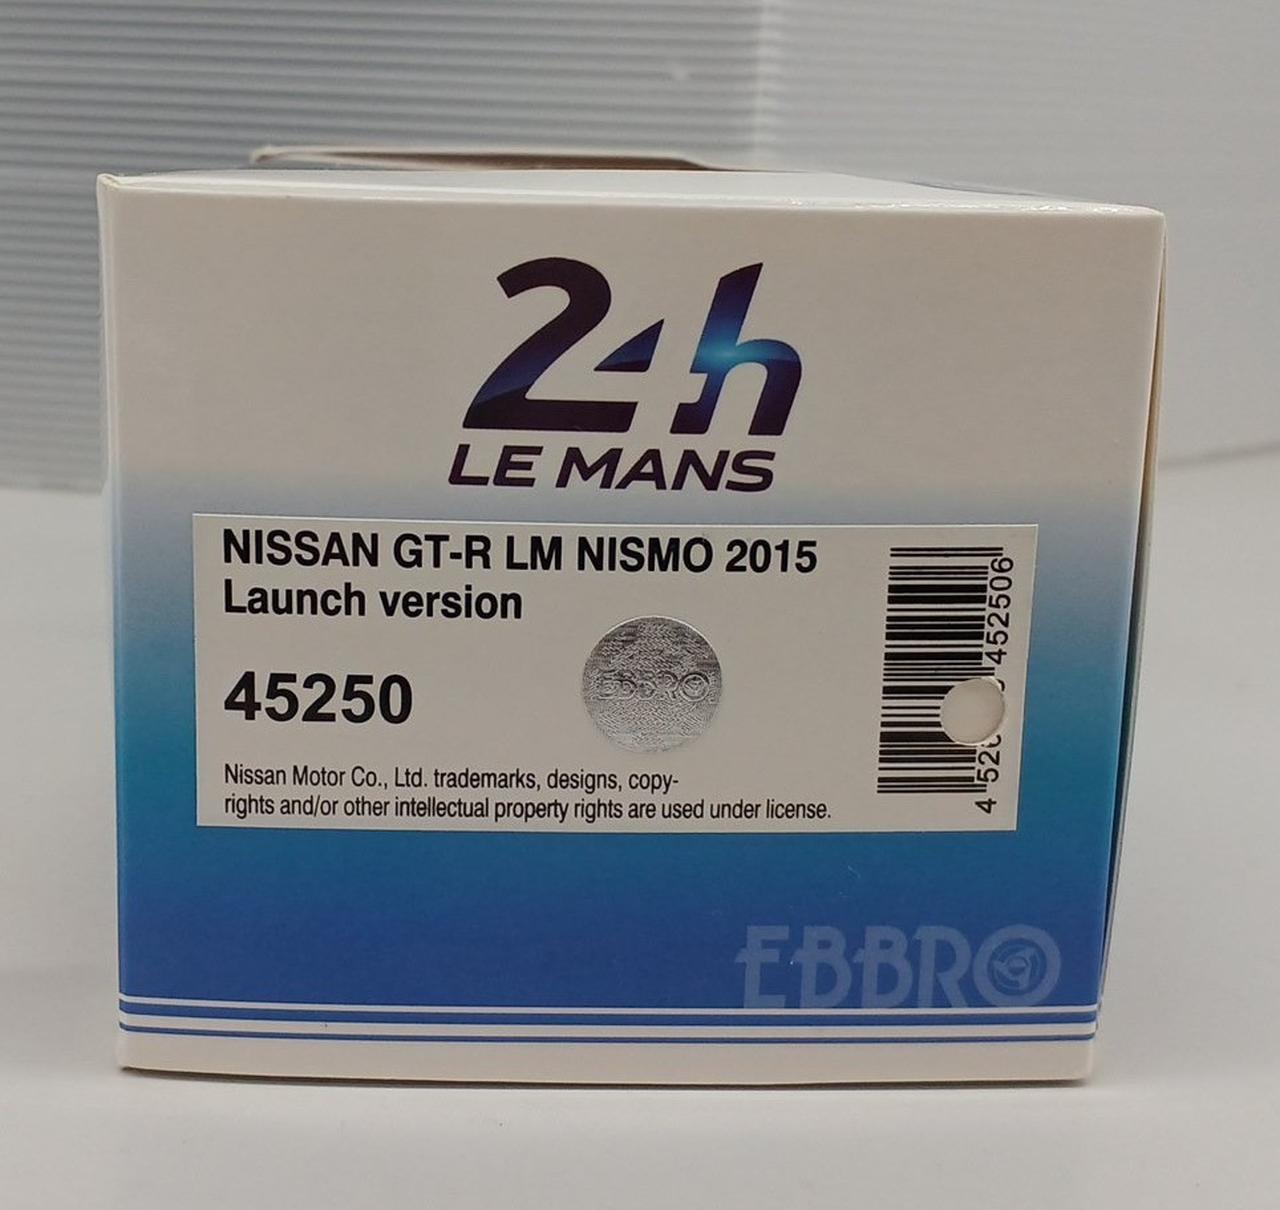 24h
LE MANS
NISSAN GT-R LM NISMO 2015
Launch version
45250
EBBRO
Nissan Motor Co., Ltd. trademarks, designs, copy-
rights and/or other intellectual property rights are used under license.
452506
EBBRO